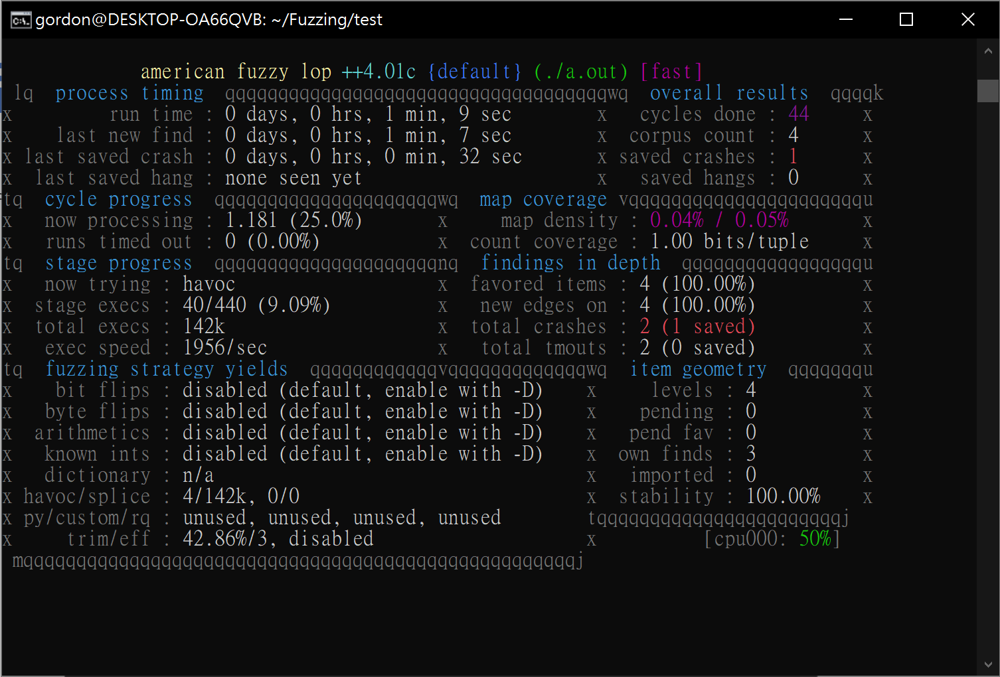 gordon@DESKTOP-OA66QVB: ~/Fuzzing/test
american fuzzy lop ++4.01c {default} (./a.out) [fast]
lq process timing qqqqqqqqqqqqqqqqqqqqqqqqqqqqqqqqqqqqwq overall results qqqqk
x run time : 0 days, 0 hrs, 1 min, 9 sec x cycles done : 44 x
x last new find : 0 days, 0 hrs, 1 min, 7 sec x corpus count : 4 x
x last saved crash : 0 days, 0 hrs, 0 min, 32 sec x saved crashes : 1 x
x last saved hang : none seen yet x saved hangs : 0 x
tq cycle progress qqqqqqqqqqqqqqqqqqqqqwq map coverage vqqqqqqqqqqqqqqqqqqqqqqu
x now processing : 1.181 (25.0%) x map density : 0.04% / 0.05% x
x runs timed out : 0 (0.00%) x count coverage : 1.00 bits/tuple x
tq stage progress qqqqqqqqqqqqqqqqqqqqqnq findings in depth qqqqqqqqqqqqqqqqqu
x now trying : havoc x favored items : 4 (100.00%) x
x stage execs : 40/440 (9.09%) x new edges on : 4 (100.00%) x
x total execs : 142k x total crashes : 2 (1 saved) x
x exec speed : 1956/sec x total tmouts : 2 (0 saved) x
tq fuzzing strategy yields qqqqqqqqqqqqvqqqqqqqqqqqqqwq item geometry qqqqqqqu
x bit flips : disabled (default, enable with -D) x levels : 4 x
x byte flips : disabled (default, enable with -D) x pending : 0 x
x arithmetics : disabled (default, enable with -D) x pend fav : 0 x
x known ints : disabled (default, enable with -D) x own finds : 3 x
x dictionary : n/a x imported : 0 x
x havoc/splice : 4/142k, 0/0 x stability : 100.00% x
x py/custom/rq : unused, unused, unused, unused tqqqqqqqqqqqqqqqqqqqqqqqj
x trim/eff : 42.86%/3, disabled x [cpu000: 50%]
mqqqqqqqqqqqqqqqqqqqqqqqqqqqqqqqqqqqqqqqqqqqqqqqqqqqqj